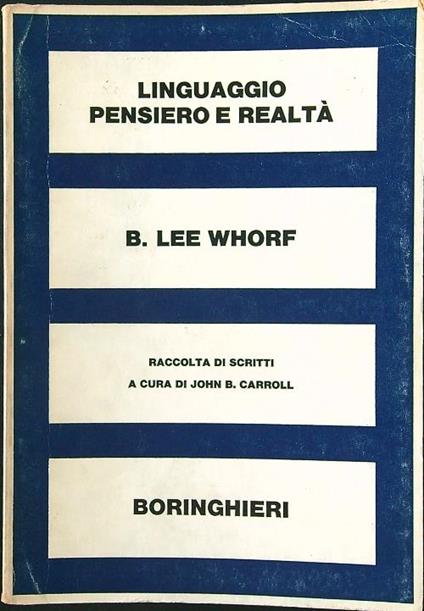 LINGUAGGIO
PENSIERO E REALTÀ
B. LEE WHORF
RACCOLTA DI SCRITTI
A CURA DI JOHN B. CARROLL
BORINGHIERI